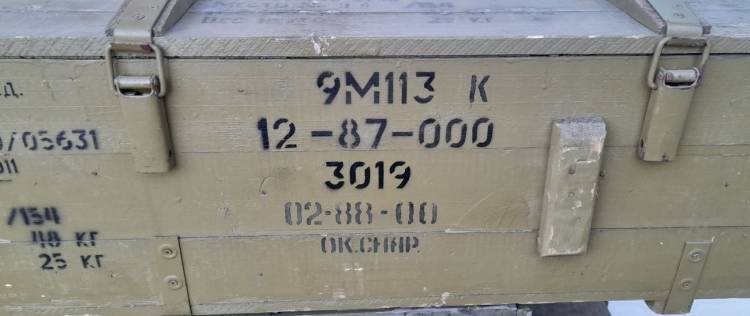 9М113 К
12-87-000
3019
02-88-00
ОК.СНАР.
Д.
/05631
/154
48 КГ
25 КГ